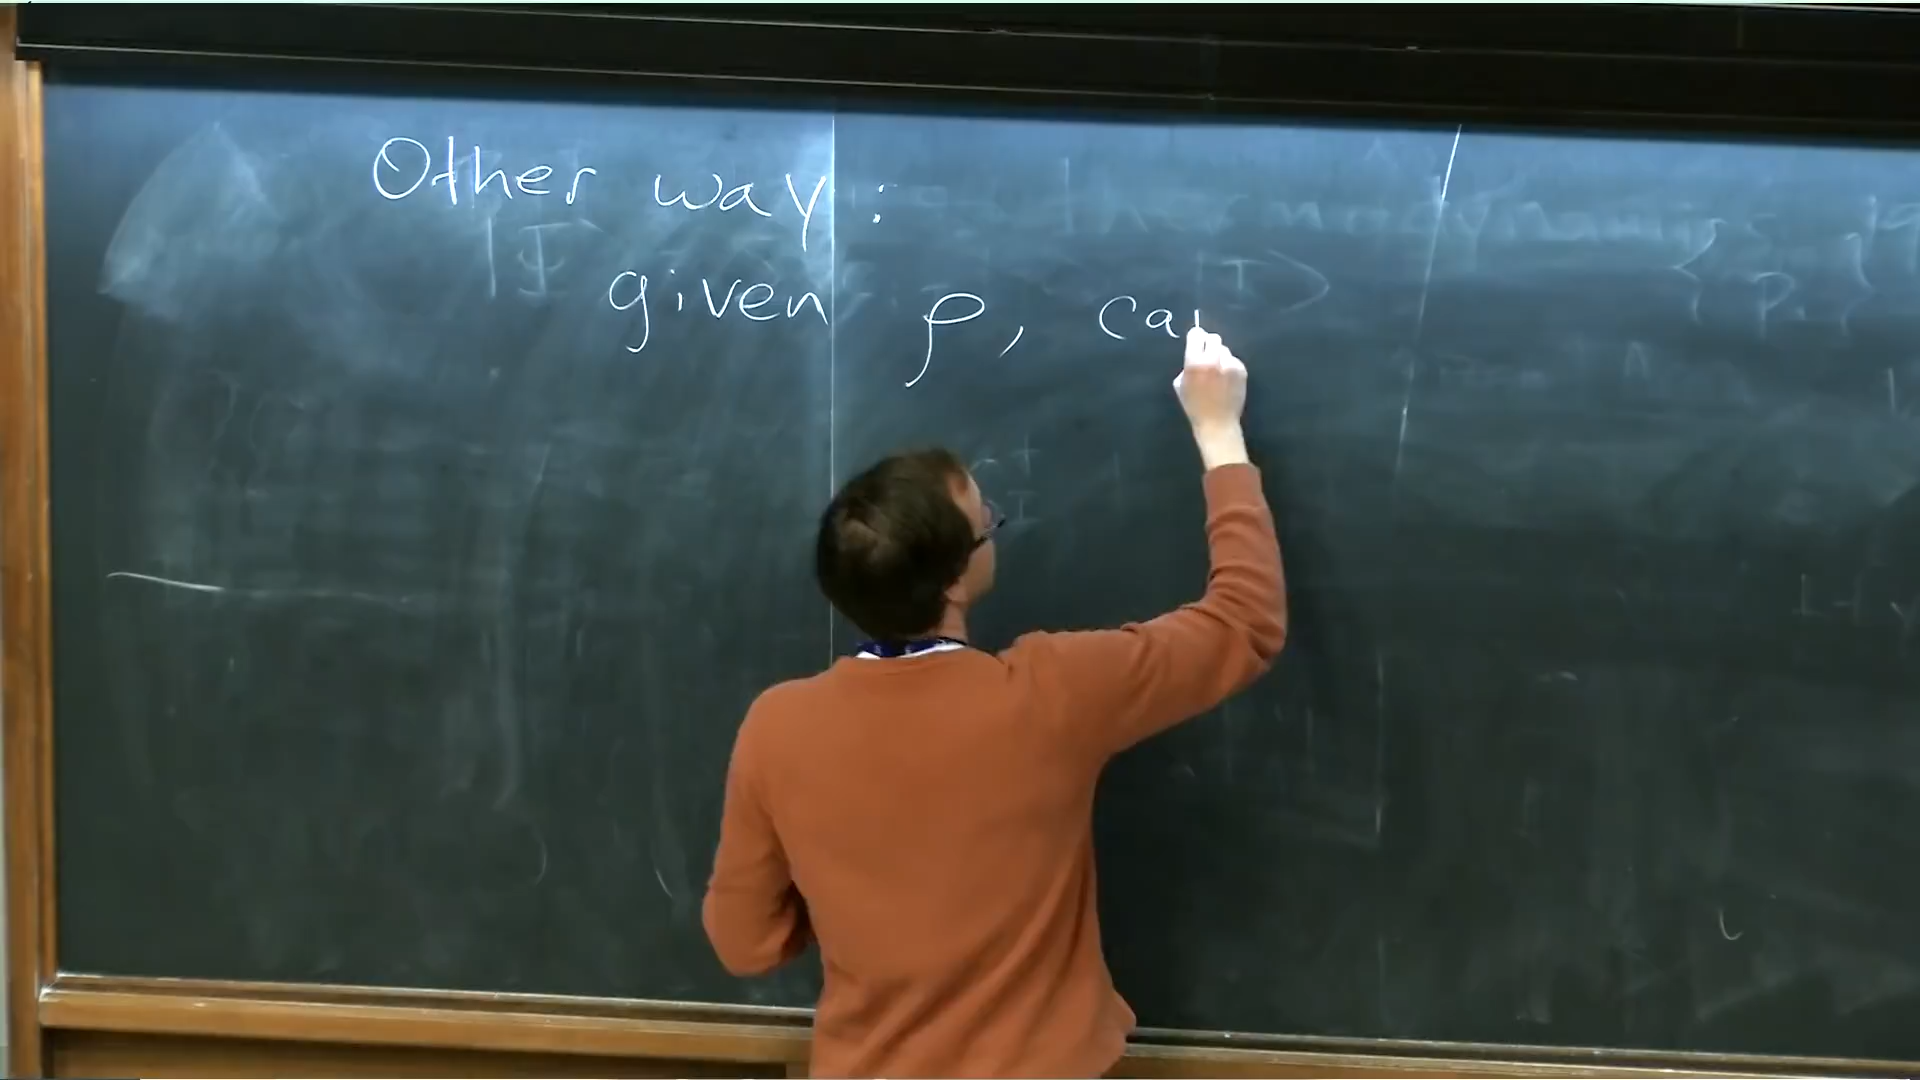 Other way :
given ρ, ca